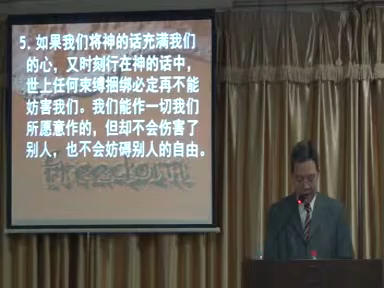 5. 如果我们将神的话充满我们
的心，又时刻行在神的话中，
世上任何束缚捆绑必定再不能
妨害我们。我们能作一切我们
所愿意作的，但却不会伤害了
别人，也不会妨碍别人的自由。
Freedom